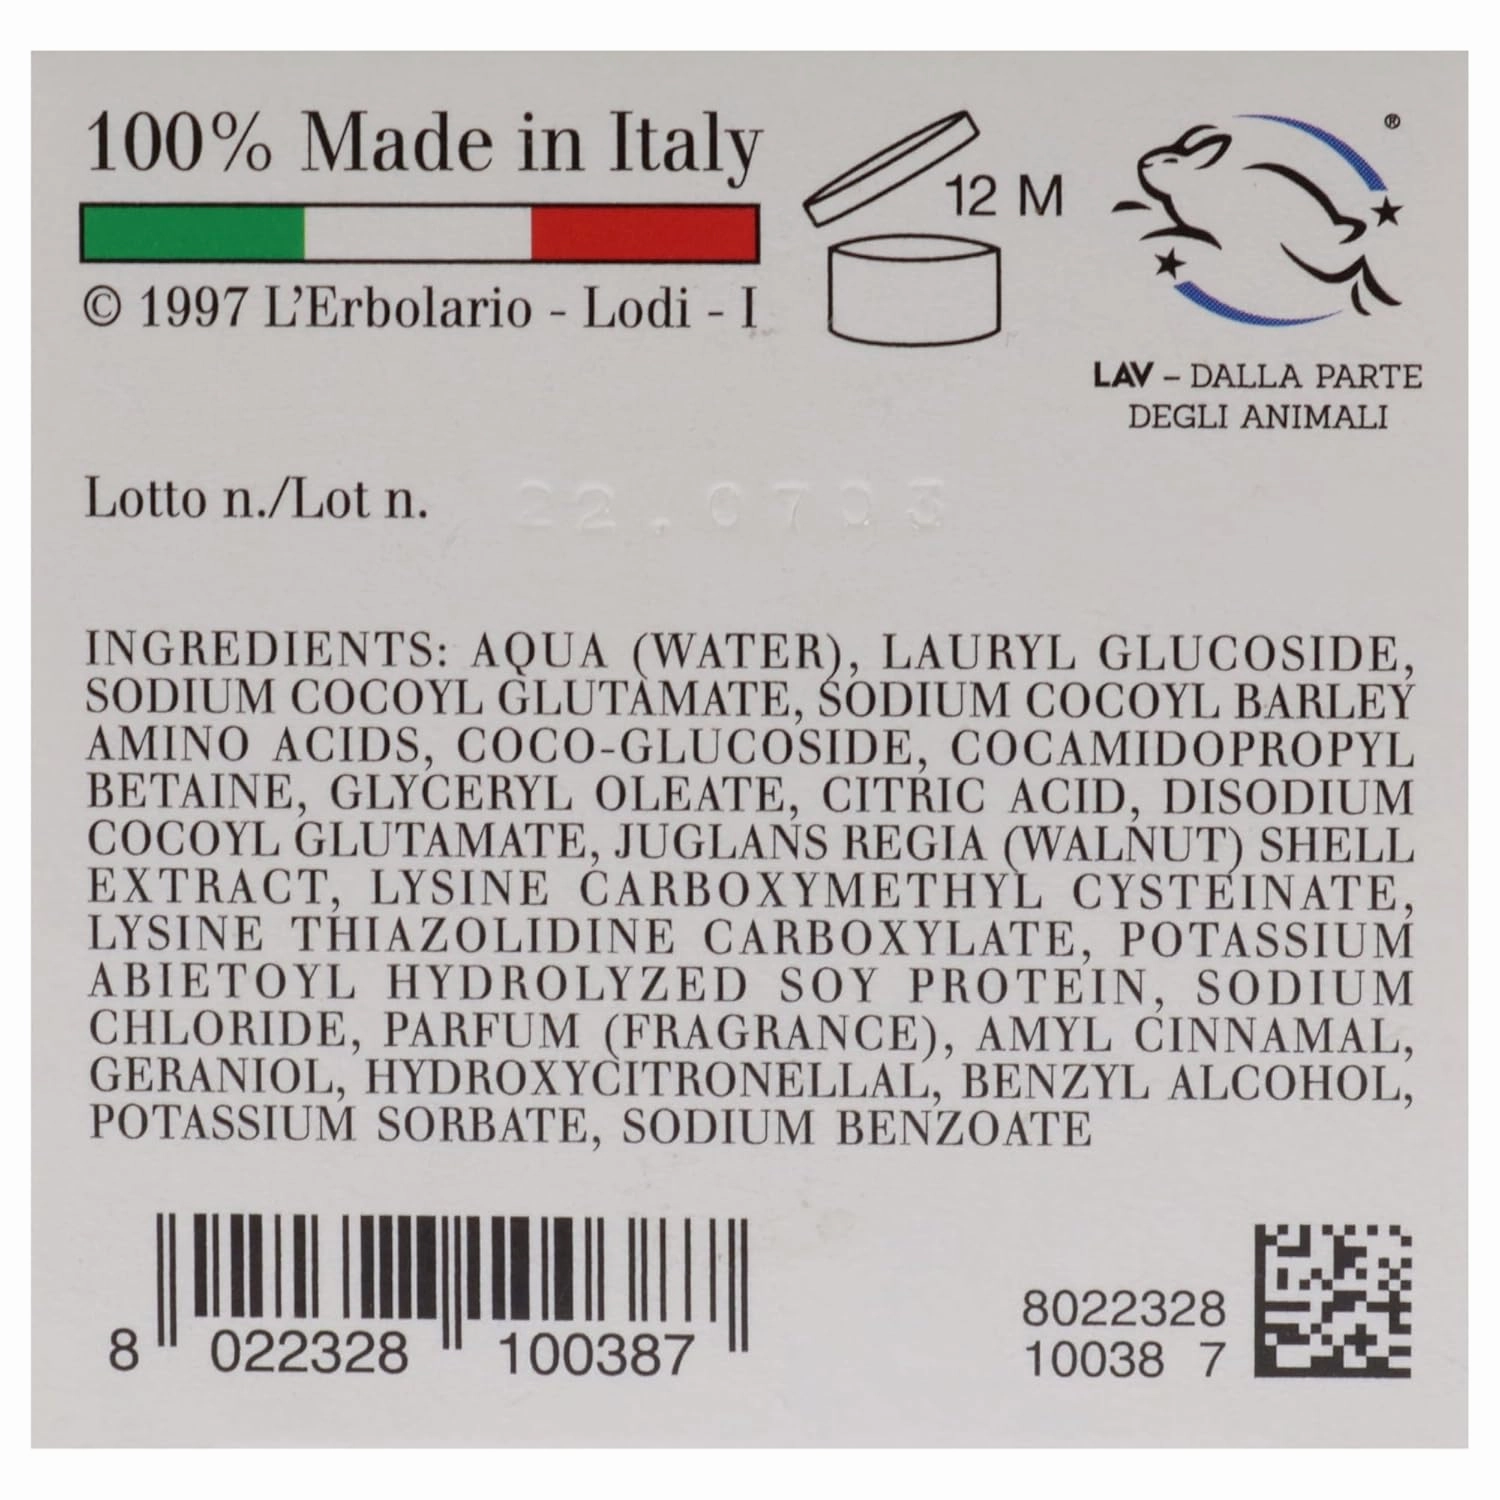 100% Made in Italy
© 1997 L'Erbolario - Lodi - I
12 M
®
LAV – DALLA PARTE
DEGLI ANIMALI
Lotto n./Lot n. 22.0703
INGREDIENTS: AQUA (WATER), LAURYL GLUCOSIDE,
SODIUM COCOYL GLUTAMATE, SODIUM COCOYL BARLEY
AMINO ACIDS, COCO-GLUCOSIDE, COCAMIDOPROPYL
BETAINE, GLYCERYL OLEATE, CITRIC ACID, DISODIUM
COCOYL GLUTAMATE, JUGLANS REGIA (WALNUT) SHELL
EXTRACT, LYSINE CARBOXYMETHYL CYSTEINATE,
LYSINE THIAZOLIDINE CARBOXYLATE, POTASSIUM
ABIETOYL HYDROLYZED SOY PROTEIN, SODIUM
CHLORIDE, PARFUM (FRAGRANCE), AMYL CINNAMAL,
GERANIOL, HYDROXYCITRONELLAL, BENZYL ALCOHOL,
POTASSIUM SORBATE, SODIUM BENZOATE
8 022328 100387
8022328
10038 7